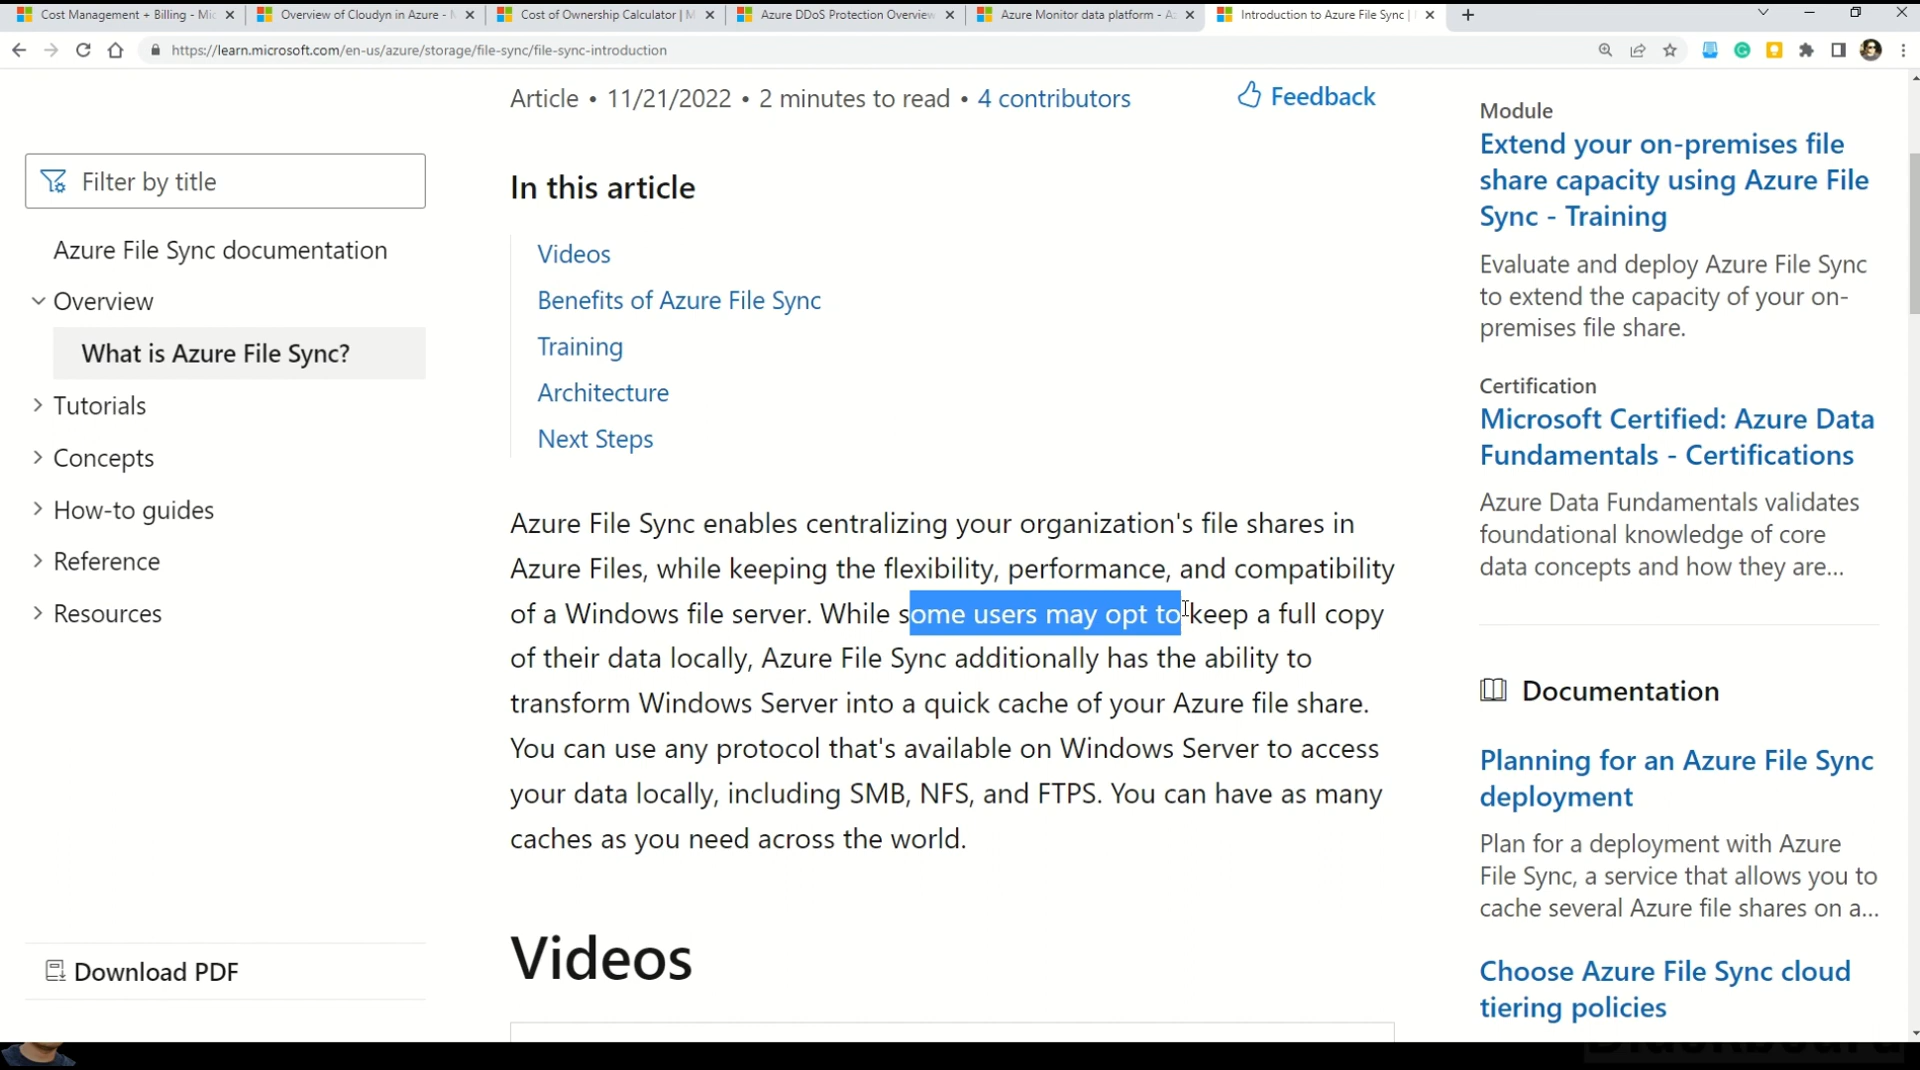 Cost Management + Billing - Mic
Overview of Cloudyn in Azure - M
Cost of Ownership Calculator | M
Azure DDoS Protection Overview
Azure Monitor data platform - Az
Introduction to Azure File Sync |
https://learn.microsoft.com/en-us/azure/storage/file-sync/file-sync-introduction
Article • 11/21/2022 • 2 minutes to read • 4 contributors
Feedback
Filter by title
Azure File Sync documentation
Overview
What is Azure File Sync?
Tutorials
Concepts
How-to guides
Reference
Resources
Download PDF
In this article
Videos
Benefits of Azure File Sync
Training
Architecture
Next Steps
Azure File Sync enables centralizing your organization's file shares in
Azure Files, while keeping the flexibility, performance, and compatibility
of a Windows file server. While some users may opt to keep a full copy
of their data locally, Azure File Sync additionally has the ability to
transform Windows Server into a quick cache of your Azure file share.
You can use any protocol that's available on Windows Server to access
your data locally, including SMB, NFS, and FTPS. You can have as many
caches as you need across the world.
Videos
Module
Extend your on-premises file
share capacity using Azure File
Sync - Training
Evaluate and deploy Azure File Sync
to extend the capacity of your on-
premises file share.
Certification
Microsoft Certified: Azure Data
Fundamentals - Certifications
Azure Data Fundamentals validates
foundational knowledge of core
data concepts and how they are...
Documentation
Planning for an Azure File Sync
deployment
Plan for a deployment with Azure
File Sync, a service that allows you to
cache several Azure file shares on a...
Choose Azure File Sync cloud
tiering policies